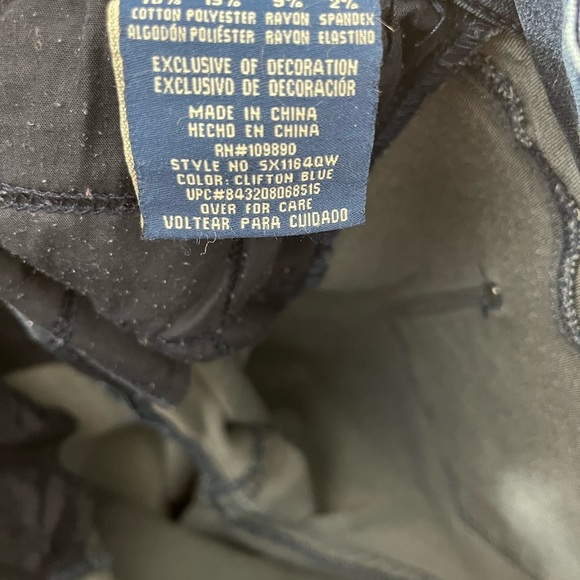 COTTON POLYESTER RAYON SPANDEX
ALGODÓN POLIÉSTER RAYON ELASTINO
EXCLUSIVE OF DECORATION
EXCLUSIVO DE DECORACIÓR
MADE IN CHINA
HECHO EN CHINA
RN#109890
STYLE NO SX1164QW
COLOR: CLIFTON BLUE
UPC#843208068515
OVER FOR CARE
VOLTEAR PARA CUIDADO